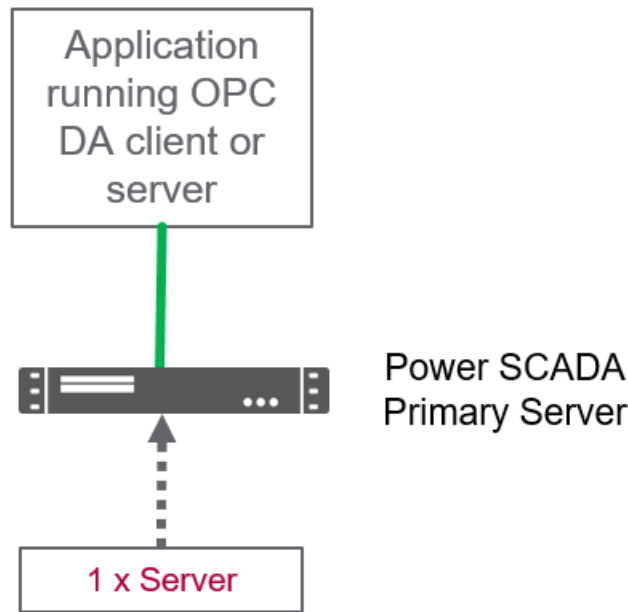 Application
running OPC
DA client or
server
Power SCADA
Primary Server
1 x Server